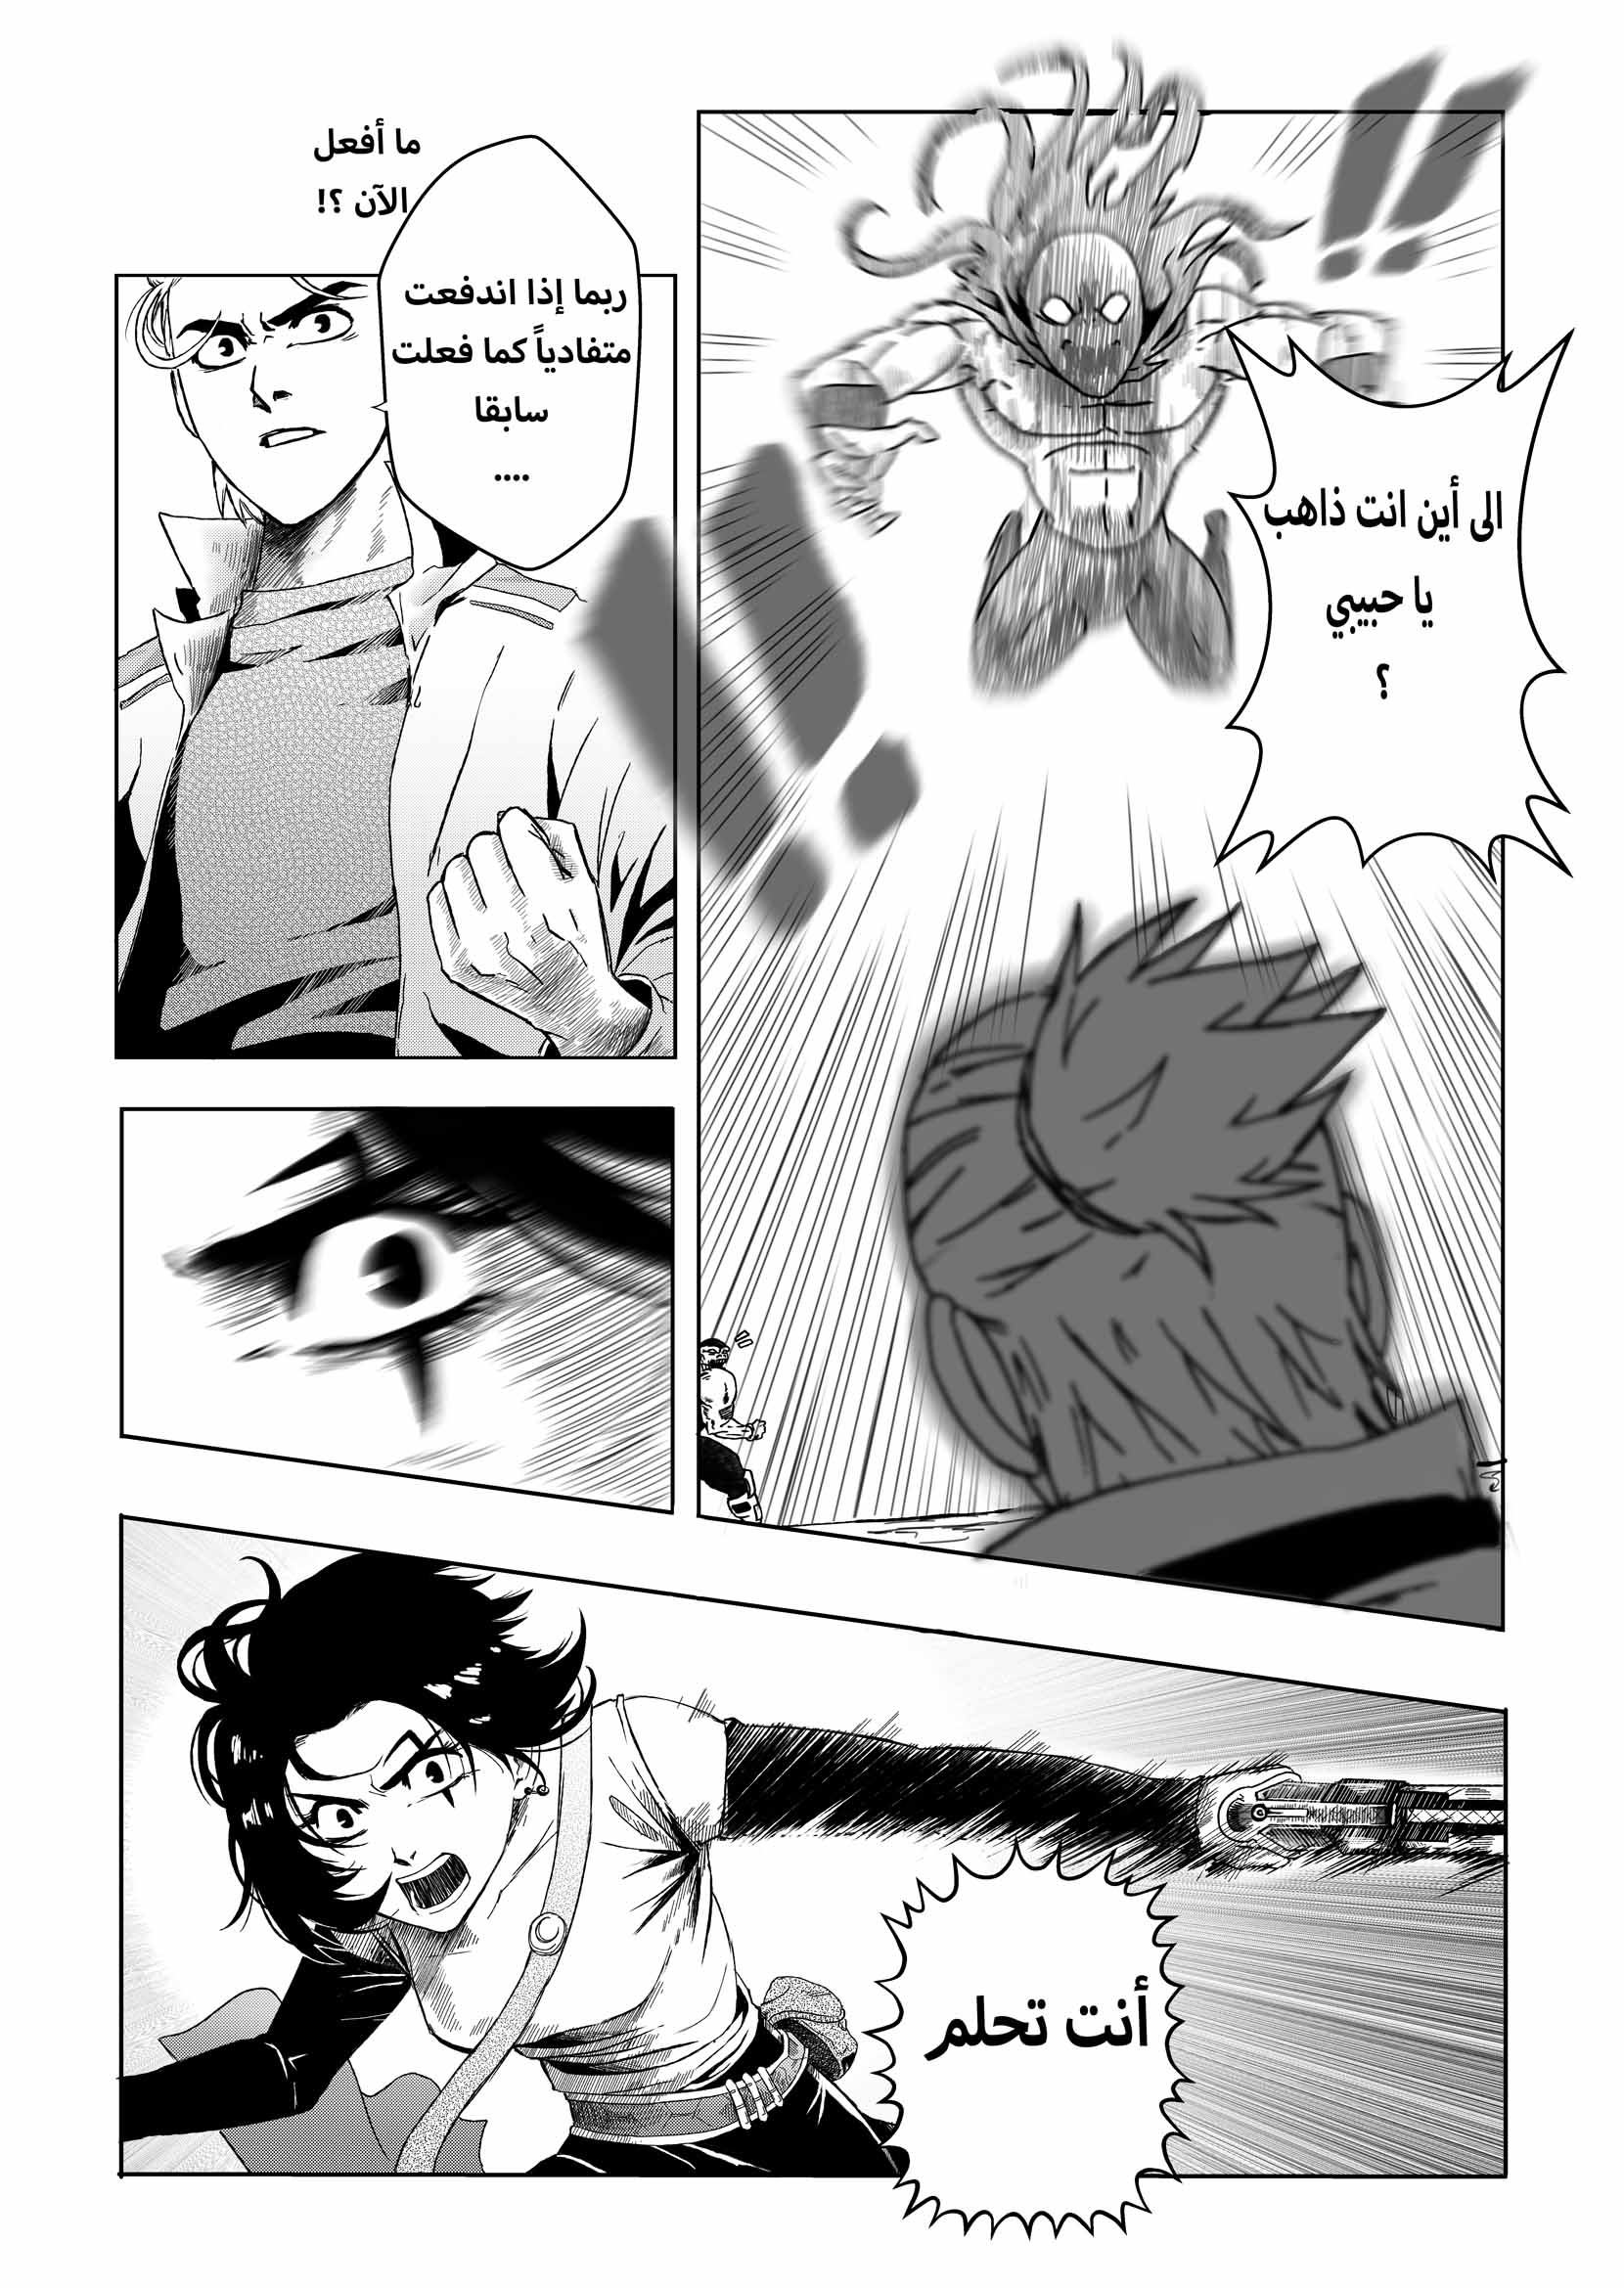 الى أين انت ذاهب
يا حبيبي
؟
ما أفعل
الآن ؟!
ربما إذا اندفعت
متفادياً كما فعلت
سابقا
....
أنت تحلم